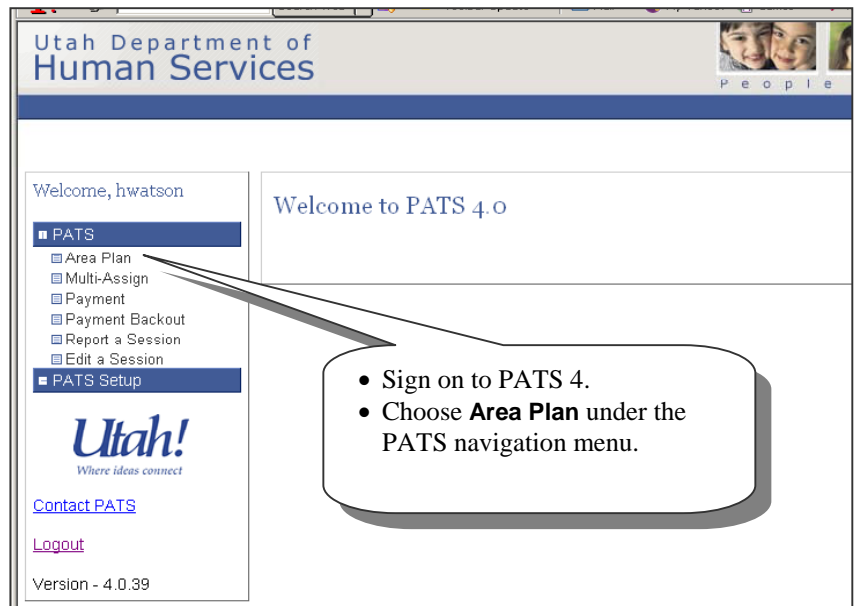 Utah Department of
Human Services
People
Welcome, hwatson
Welcome to PATS 4.0
PATS
Area Plan
Multi-Assign
Payment
Payment Backout
Report a Session
Edit a Session
PATS Setup
• Sign on to PATS 4.
• Choose Area Plan under the
PATS navigation menu.
Utah!
Where ideas connect
Contact PATS
Logout
Version - 4.0.39